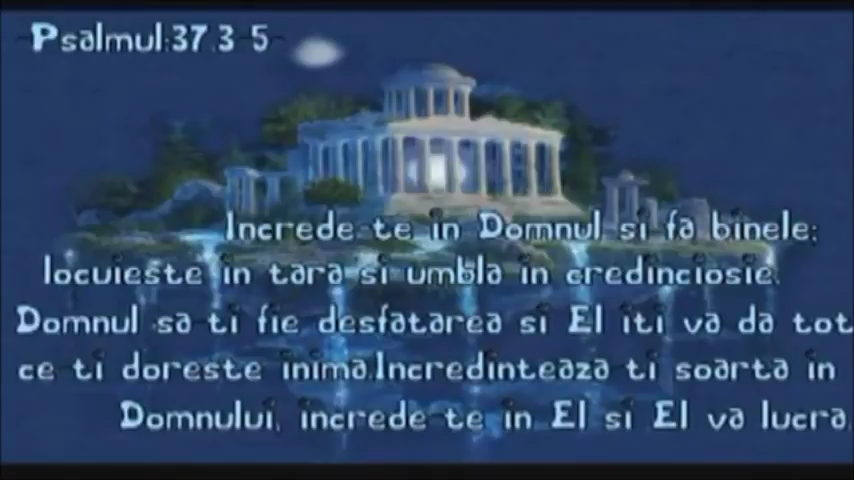 Psalmul:37.3-5
Increde-te in Domnul si fa binele;
locuieste in tara si umbla in credinciosie.
Domnul sa ti fie desfatarea si El iti va da tot
ce ti doreste inima.Incredinteaza ti soarta in
Domnului, increde-te in El si El va lucra